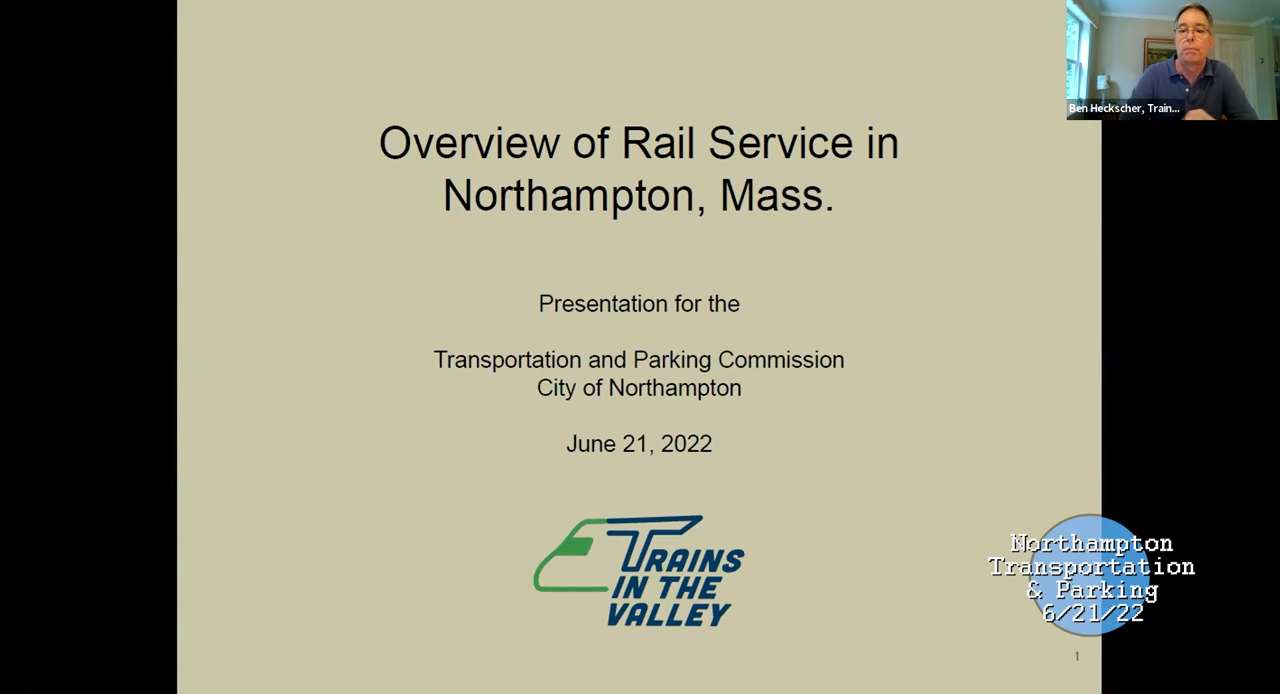 Ben Heckscher, Train...
Overview of Rail Service in
Northampton, Mass.
Presentation for the
Transportation and Parking Commission
City of Northampton
June 21, 2022
TRAINS
IN THE
VALLEY
Northampton
Transportation
& Parking
6/21/22
1